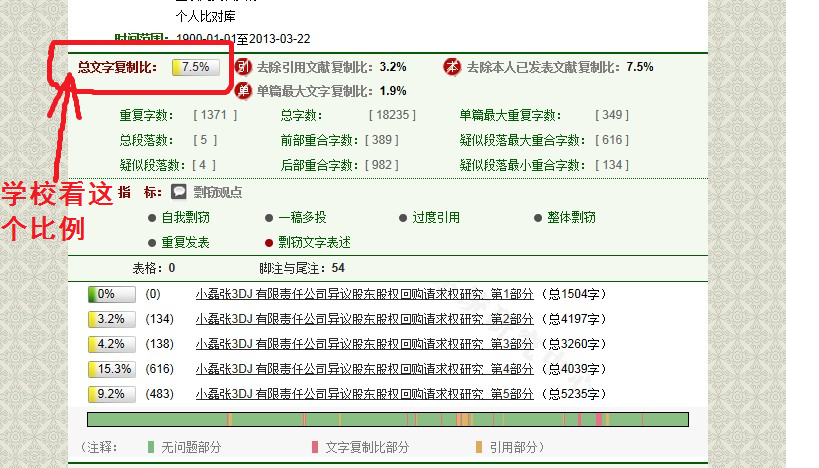 个人比对库
时间范围：1900-01-01至2013-03-22
总文字复制比： 7.5% 引 去除引用文献复制比：3.2% 本 去除本人已发表文献复制比：7.5%
单 单篇最大文字复制比：1.9%
重复字数： [ 1371 ] 总字数： [ 18235 ] 单篇最大重复字数： [ 349 ]
总段落数： [ 5 ] 前部重合字数：[ 389 ] 疑似段落最大重合字数： [ 616 ]
疑似段落数：[ 4 ] 后部重合字数：[ 982 ] 疑似段落最小重合字数： [ 134 ]
学校看这个比例
指 标： 剽窃观点
自我剽窃 一稿多投 过度引用 整体剽窃
重复发表 剽窃文字表述
表格：0 脚注与尾注：54
0% (0) 小磊张3DJ 有限责任公司异议股东股权回购请求权研究_第1部分（总1504字）
3.2% (134) 小磊张3DJ 有限责任公司异议股东股权回购请求权研究_第2部分（总4197字）
4.2% (138) 小磊张3DJ 有限责任公司异议股东股权回购请求权研究_第3部分（总3260字）
15.3% (616) 小磊张3DJ 有限责任公司异议股东股权回购请求权研究_第4部分（总4039字）
9.2% (483) 小磊张3DJ 有限责任公司异议股东股权回购请求权研究_第5部分（总5235字）
（注释： 无问题部分 文字复制比部分 引用部分）